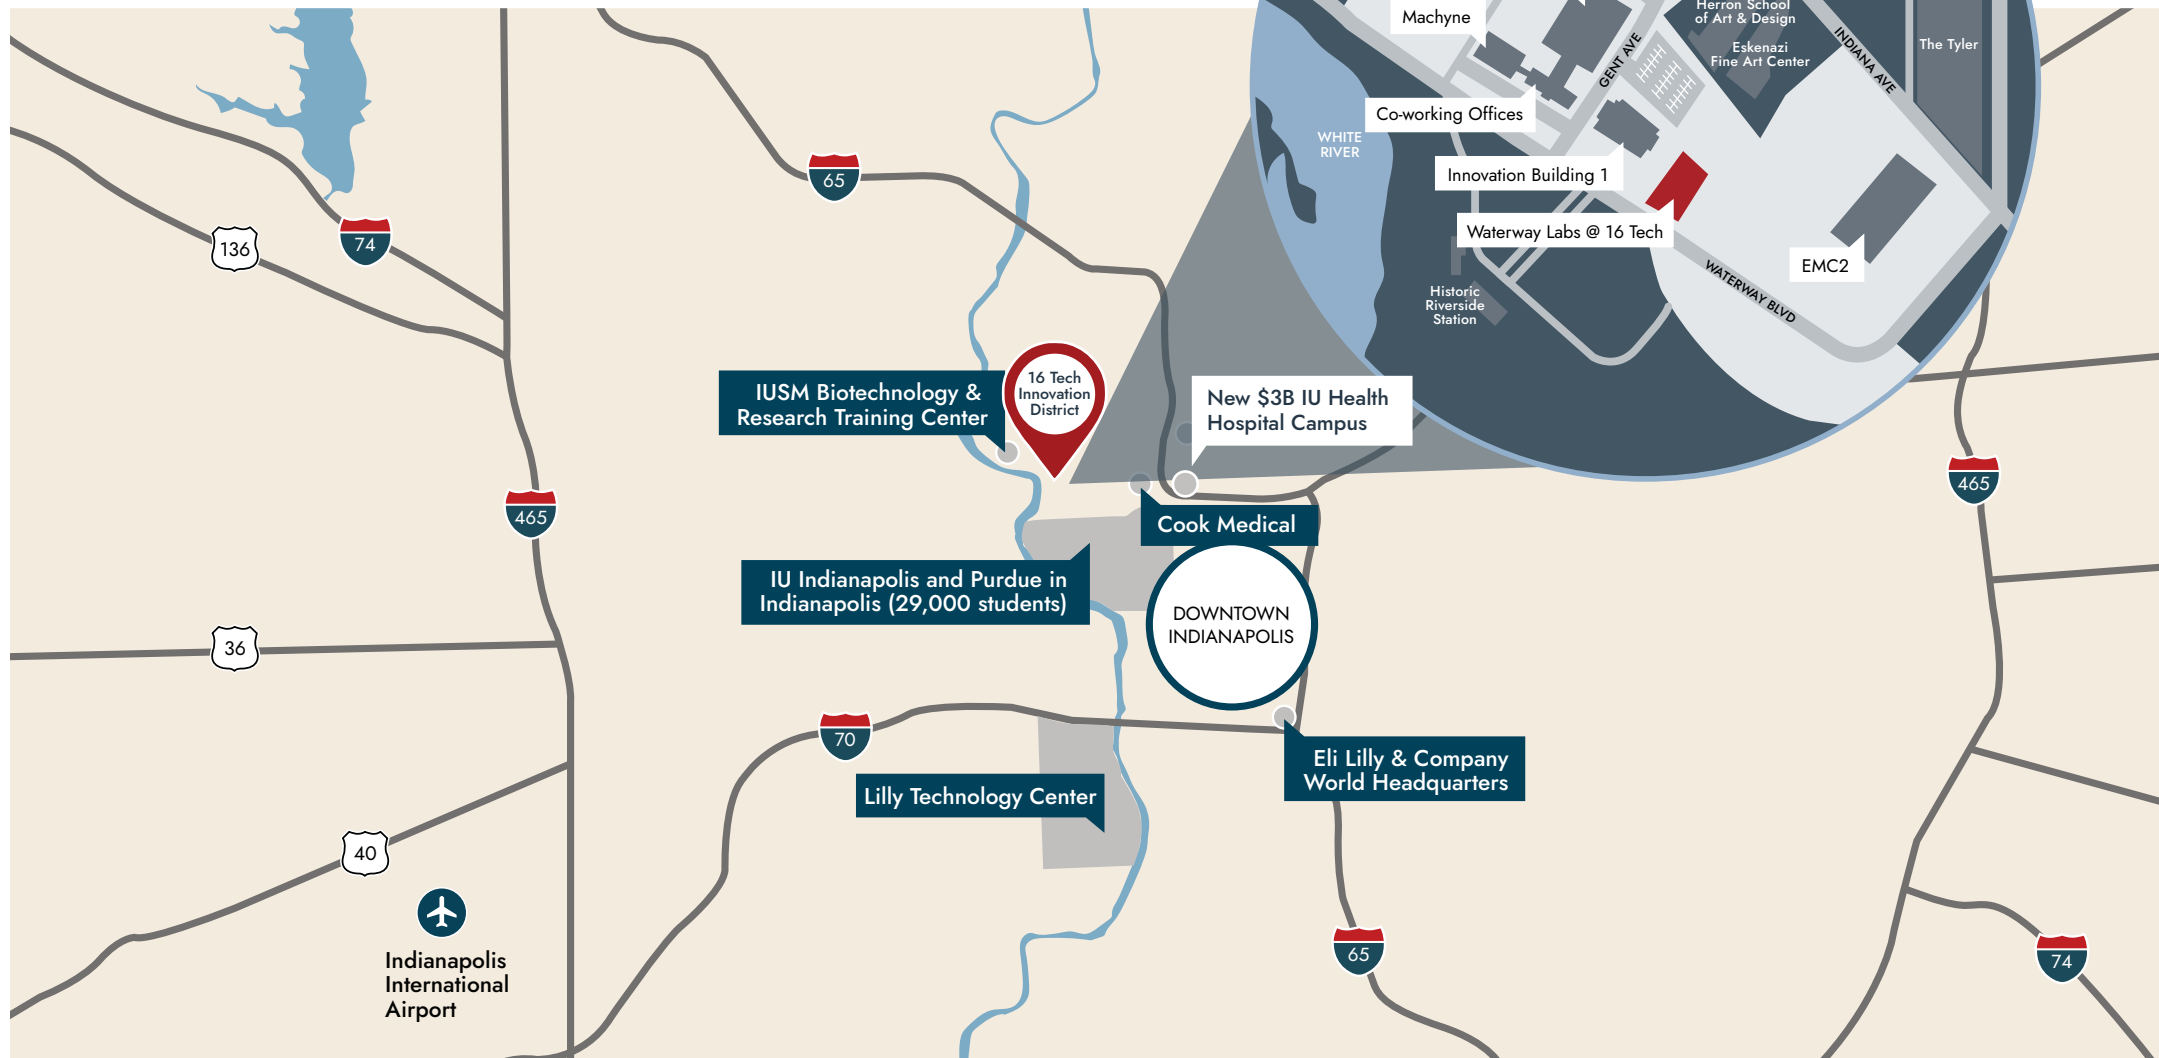 Machyne
Herron School
of Art & Design
Eskenazi
Fine Art Center
The Tyler
INDIANA AVE
GENT AVE
Co-working Offices
WHITE
RIVER
Innovation Building 1
Waterway Labs @ 16 Tech
EMC2
WATERWAY BLVD
Historic
Riverside
Station
65
136
74
16 Tech
Innovation
District
IUSM Biotechnology &
Research Training Center
New $3B IU Health
Hospital Campus
465
465
Cook Medical
IU Indianapolis and Purdue in
Indianapolis (29,000 students)
DOWNTOWN
INDIANAPOLIS
36
70
Eli Lilly & Company
World Headquarters
Lilly Technology Center
40
Indianapolis
International
Airport
65
74